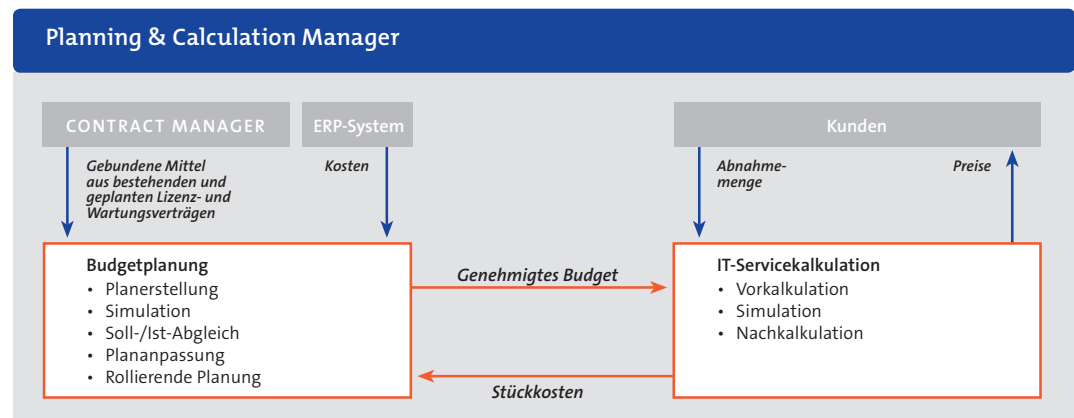 Planning & Calculation Manager
CONTRACT MANAGER
ERP-System
Kunden
Gebundene Mittel
aus bestehenden und
geplanten Lizenz- und
Wartungsverträgen
Kosten
Abnahme-
menge
Preise
Budgetplanung
• Planerstellung
• Simulation
• Soll-/Ist-Abgleich
• Plananpassung
• Rollierende Planung
Genehmigtes Budget
Stückkosten
IT-Servicekalkulation
• Vorkalkulation
• Simulation
• Nachkalkulation